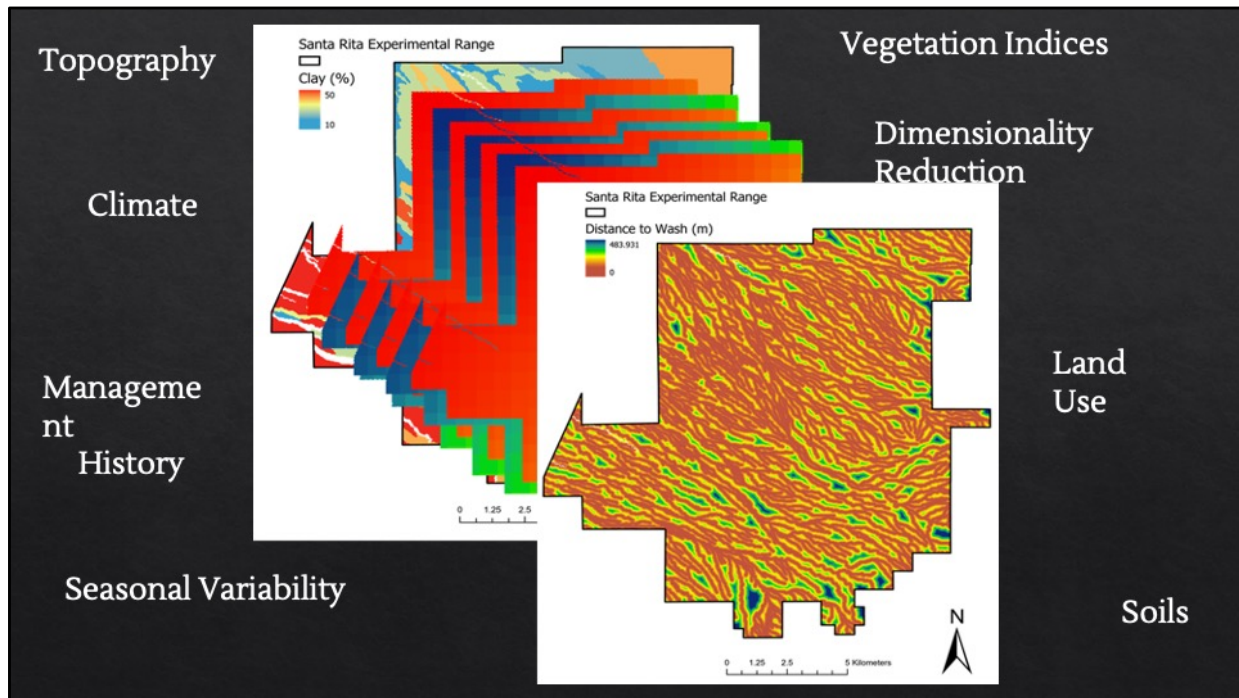 Topography
Climate
Manageme
nt
History
Seasonal Variability
Santa Rita Experimental Range
Clay (%)
50
10
0 1.25 2.5
Santa Rita Experimental Range
Distance to Wash (m)
483.931
0
N
0 1.25 2.5 5 Kilometers
Vegetation Indices
Dimensionality
Reduction
Land
Use
Soils